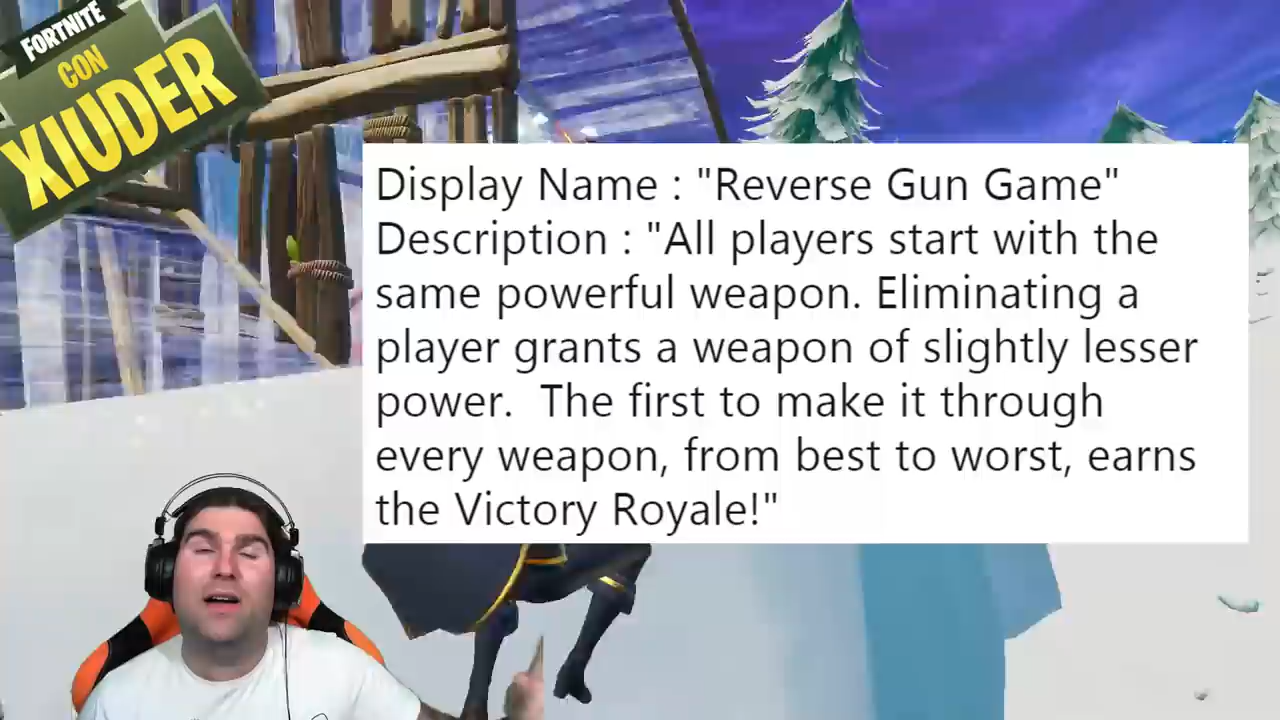 FORTNITE
CON
XIUDER
Display Name : "Reverse Gun Game"
Description : "All players start with the
same powerful weapon. Eliminating a
player grants a weapon of slightly lesser
power.  The first to make it through
every weapon, from best to worst, earns
the Victory Royale!"